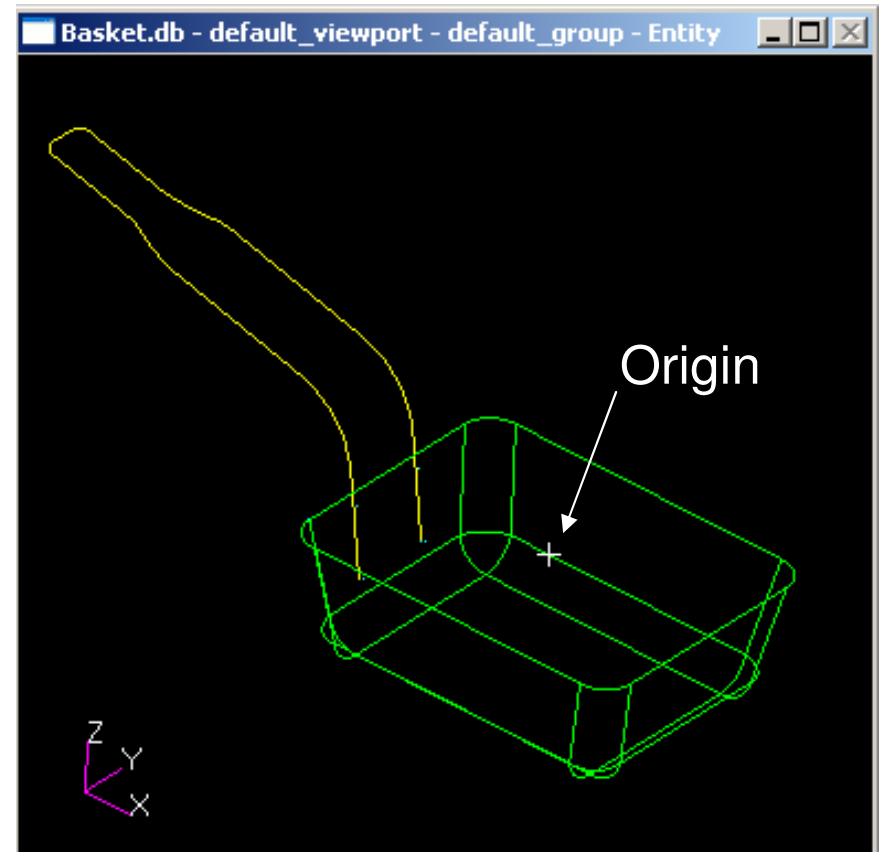 Basket.db - default_viewport - default_group - Entity
Origin
Z
Y
X